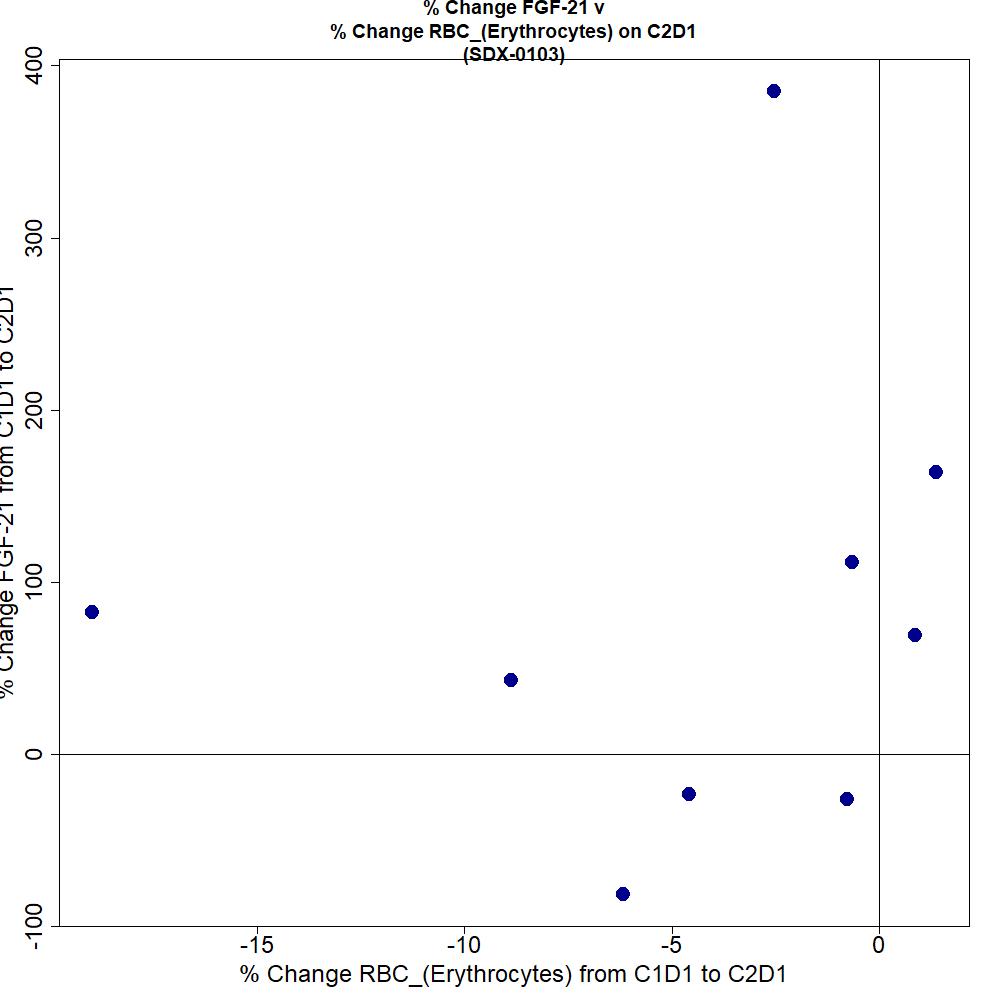 % Change FGF-21 v
% Change RBC_(Erythrocytes) on C2D1
(SDX-0103)
400
300
200
100
0
-100
% Change FGF-21 from C1D1 to C2D1
-15
-10
-5
0
% Change RBC_(Erythrocytes) from C1D1 to C2D1